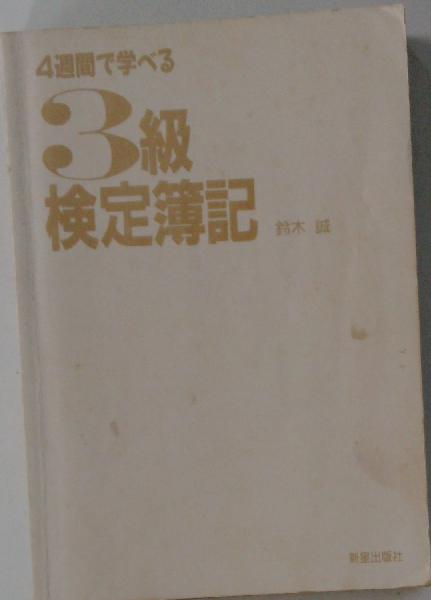 4週間で学べる
3級
検定簿記
鈴木 誠
新星出版社